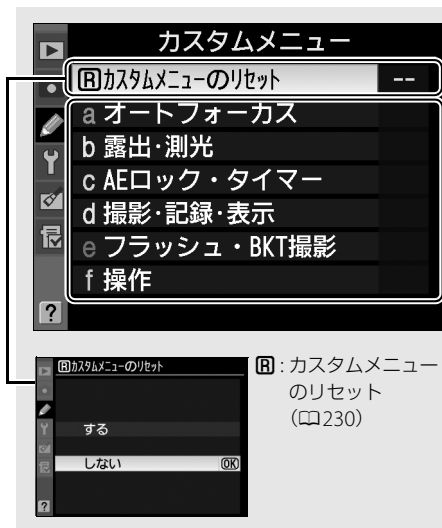 カスタムメニュー
Rカスタムメニューのリセット --
a オートフォーカス
b 露出･測光
c AEロック・タイマー
d 撮影･記録･表示
e フラッシュ・BKT撮影
f 操作
?
Rカスタムメニューのリセット
する
しない OK
?
R : カスタムメニュー
のリセット
(230)